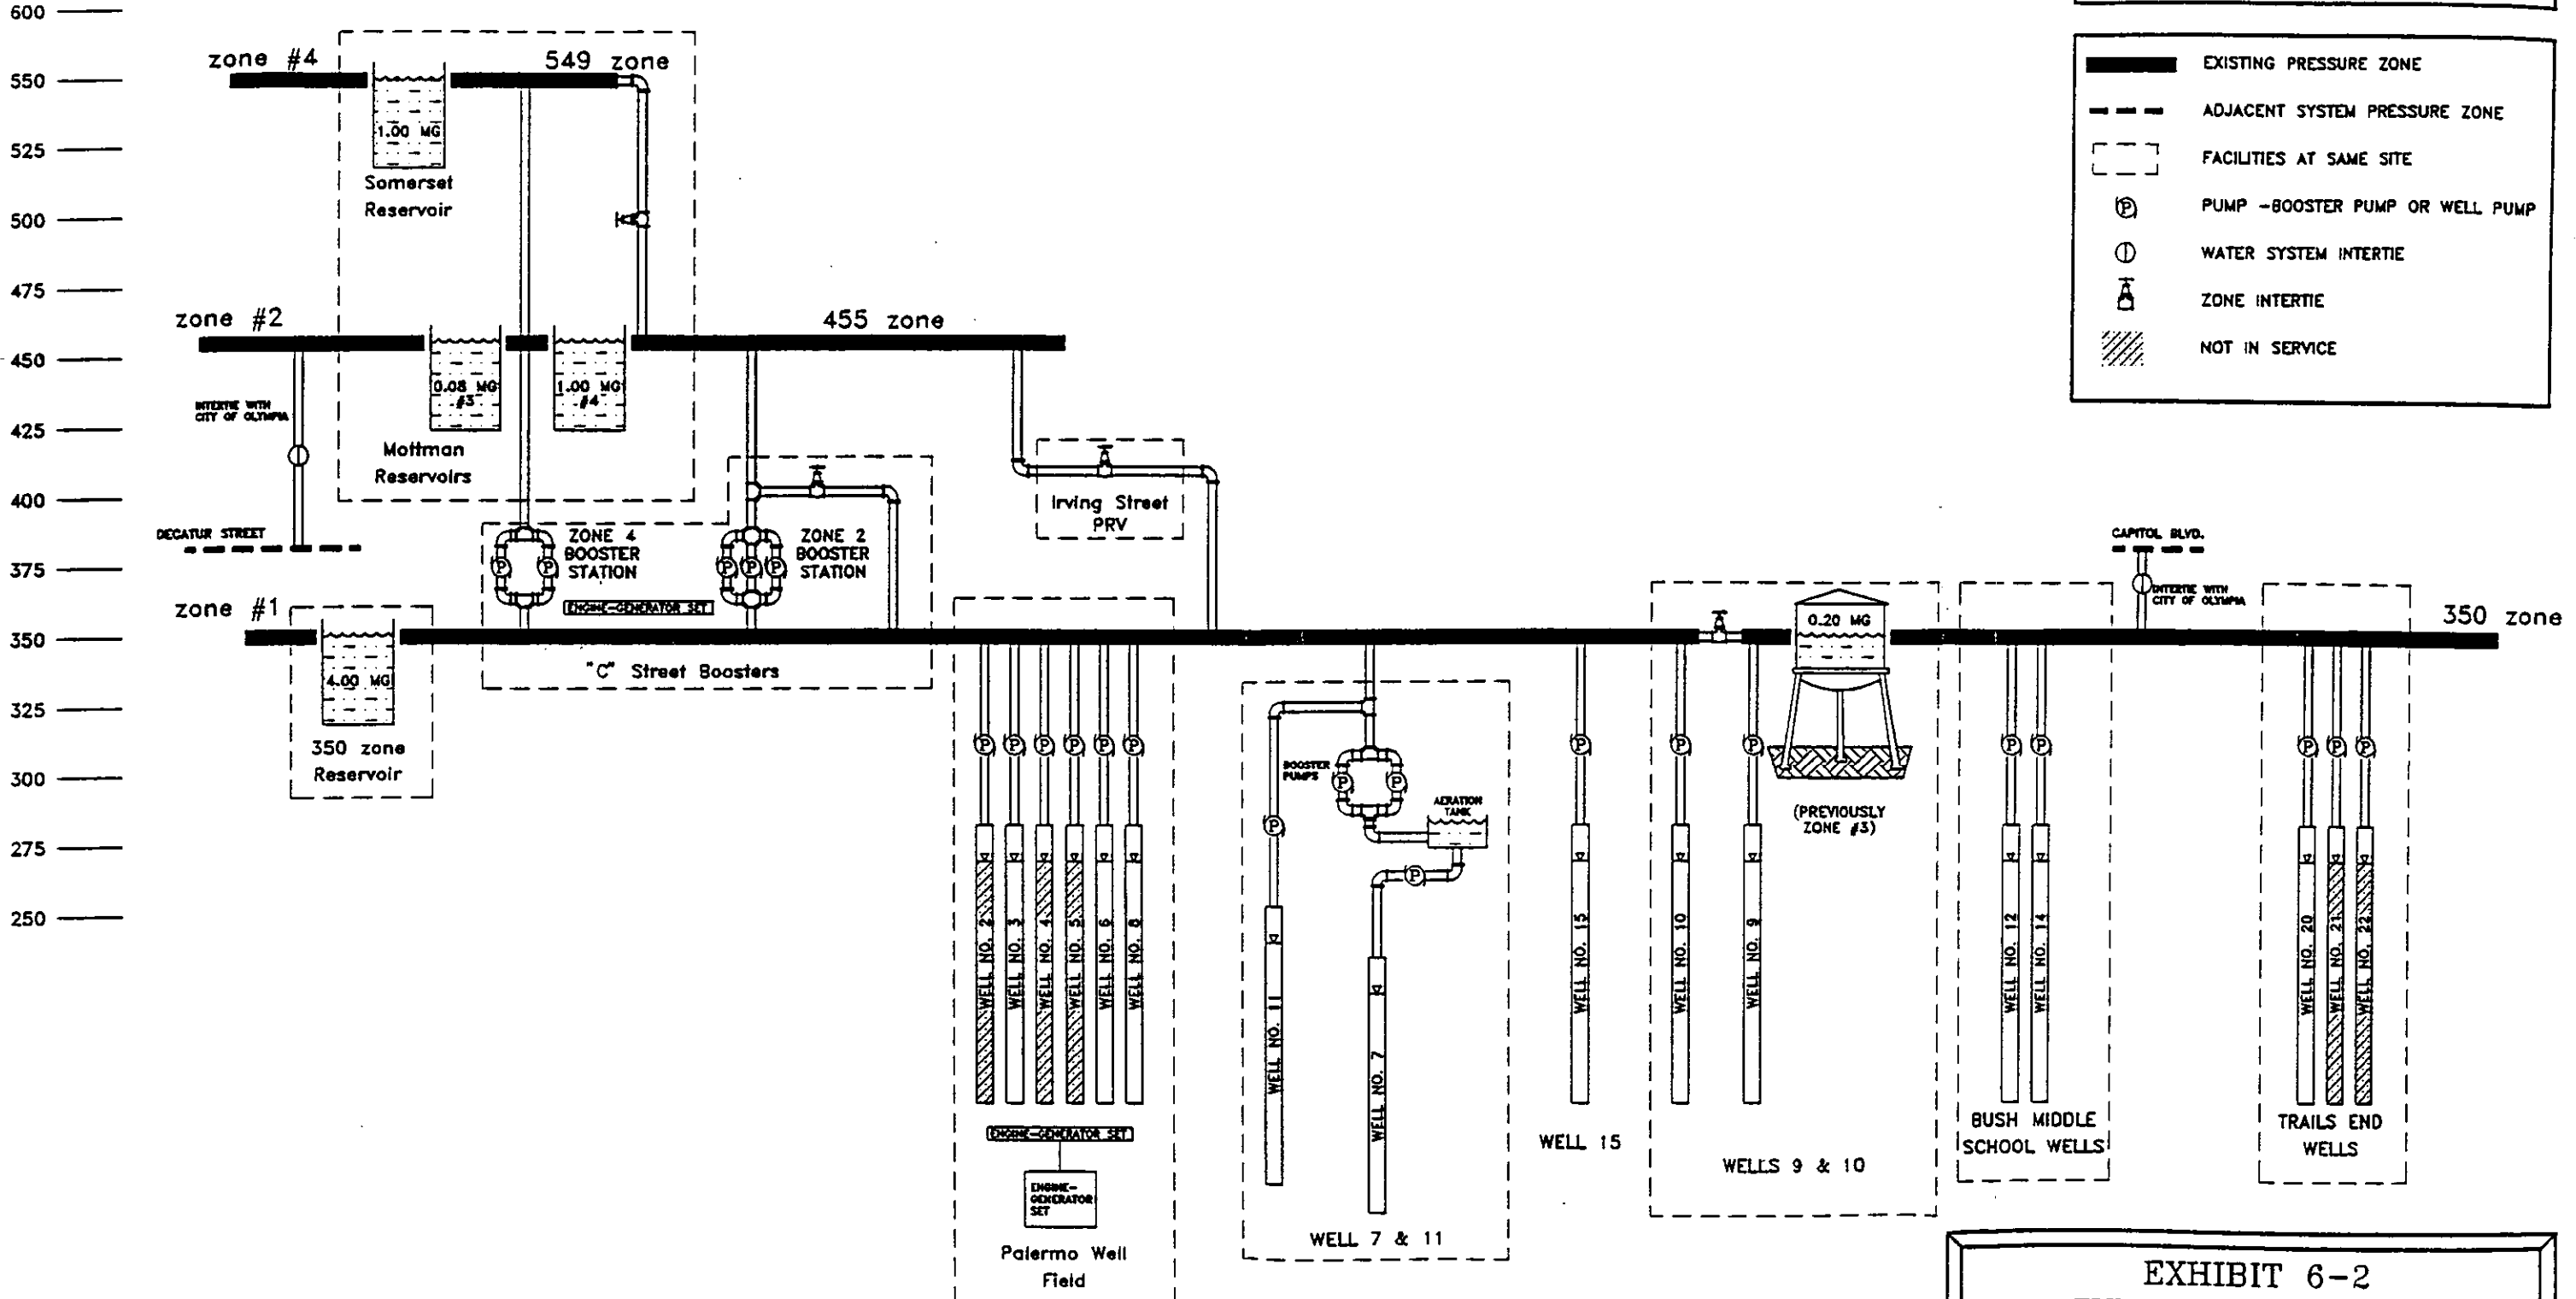 600
550
525
500
475
450
425
400
375
350
325
300
275
250
zone #4
549 zone
1.00 MG
Somerset
Reservoir
zone #2
455 zone
0.08 MG
#3
1.00 MG
#4
INTERTIE WITH
CITY OF OLYMPIA
Mottman
Reservoirs
DECATUR STREET
ZONE 4
BOOSTER
STATION
ZONE 2
BOOSTER
STATION
ENGINE-GENERATOR SET
Irving Street
PRV
zone #1
350 zone
4.00 MG
350 zone
Reservoir
"C" Street Boosters
P
P
P
P
P
P
P
P
P
P
P
WELL NO. 2
WELL NO. 3
WELL NO. 4
WELL NO. 5
WELL NO. 6
WELL NO. 8
ENGINE-GENERATOR SET
ENGINE-
GENERATOR
SET
Palermo Well
Field
BOOSTER
PUMPS
P
P
P
P
AERATION
TANK
WELL NO. 11
WELL NO. 7
WELL 7 & 11
P
WELL NO. 15
WELL 15
P
P
WELL NO. 10
WELL NO. 9
WELLS 9 & 10
0.20 MG
(PREVIOUSLY
ZONE #3)
P
P
WELL NO. 12
WELL NO. 14
BUSH MIDDLE
SCHOOL WELLS
CAPITOL BLVD.
INTERTIE WITH
CITY OF OLYMPIA
P
P
P
WELL NO. 20
WELL NO. 21
WELL NO. 22
TRAILS END
WELLS
EXISTING PRESSURE ZONE
ADJACENT SYSTEM PRESSURE ZONE
FACILITIES AT SAME SITE
P
PUMP -BOOSTER PUMP OR WELL PUMP
WATER SYSTEM INTERTIE
ZONE INTERTIE
NOT IN SERVICE
EXHIBIT 6-2